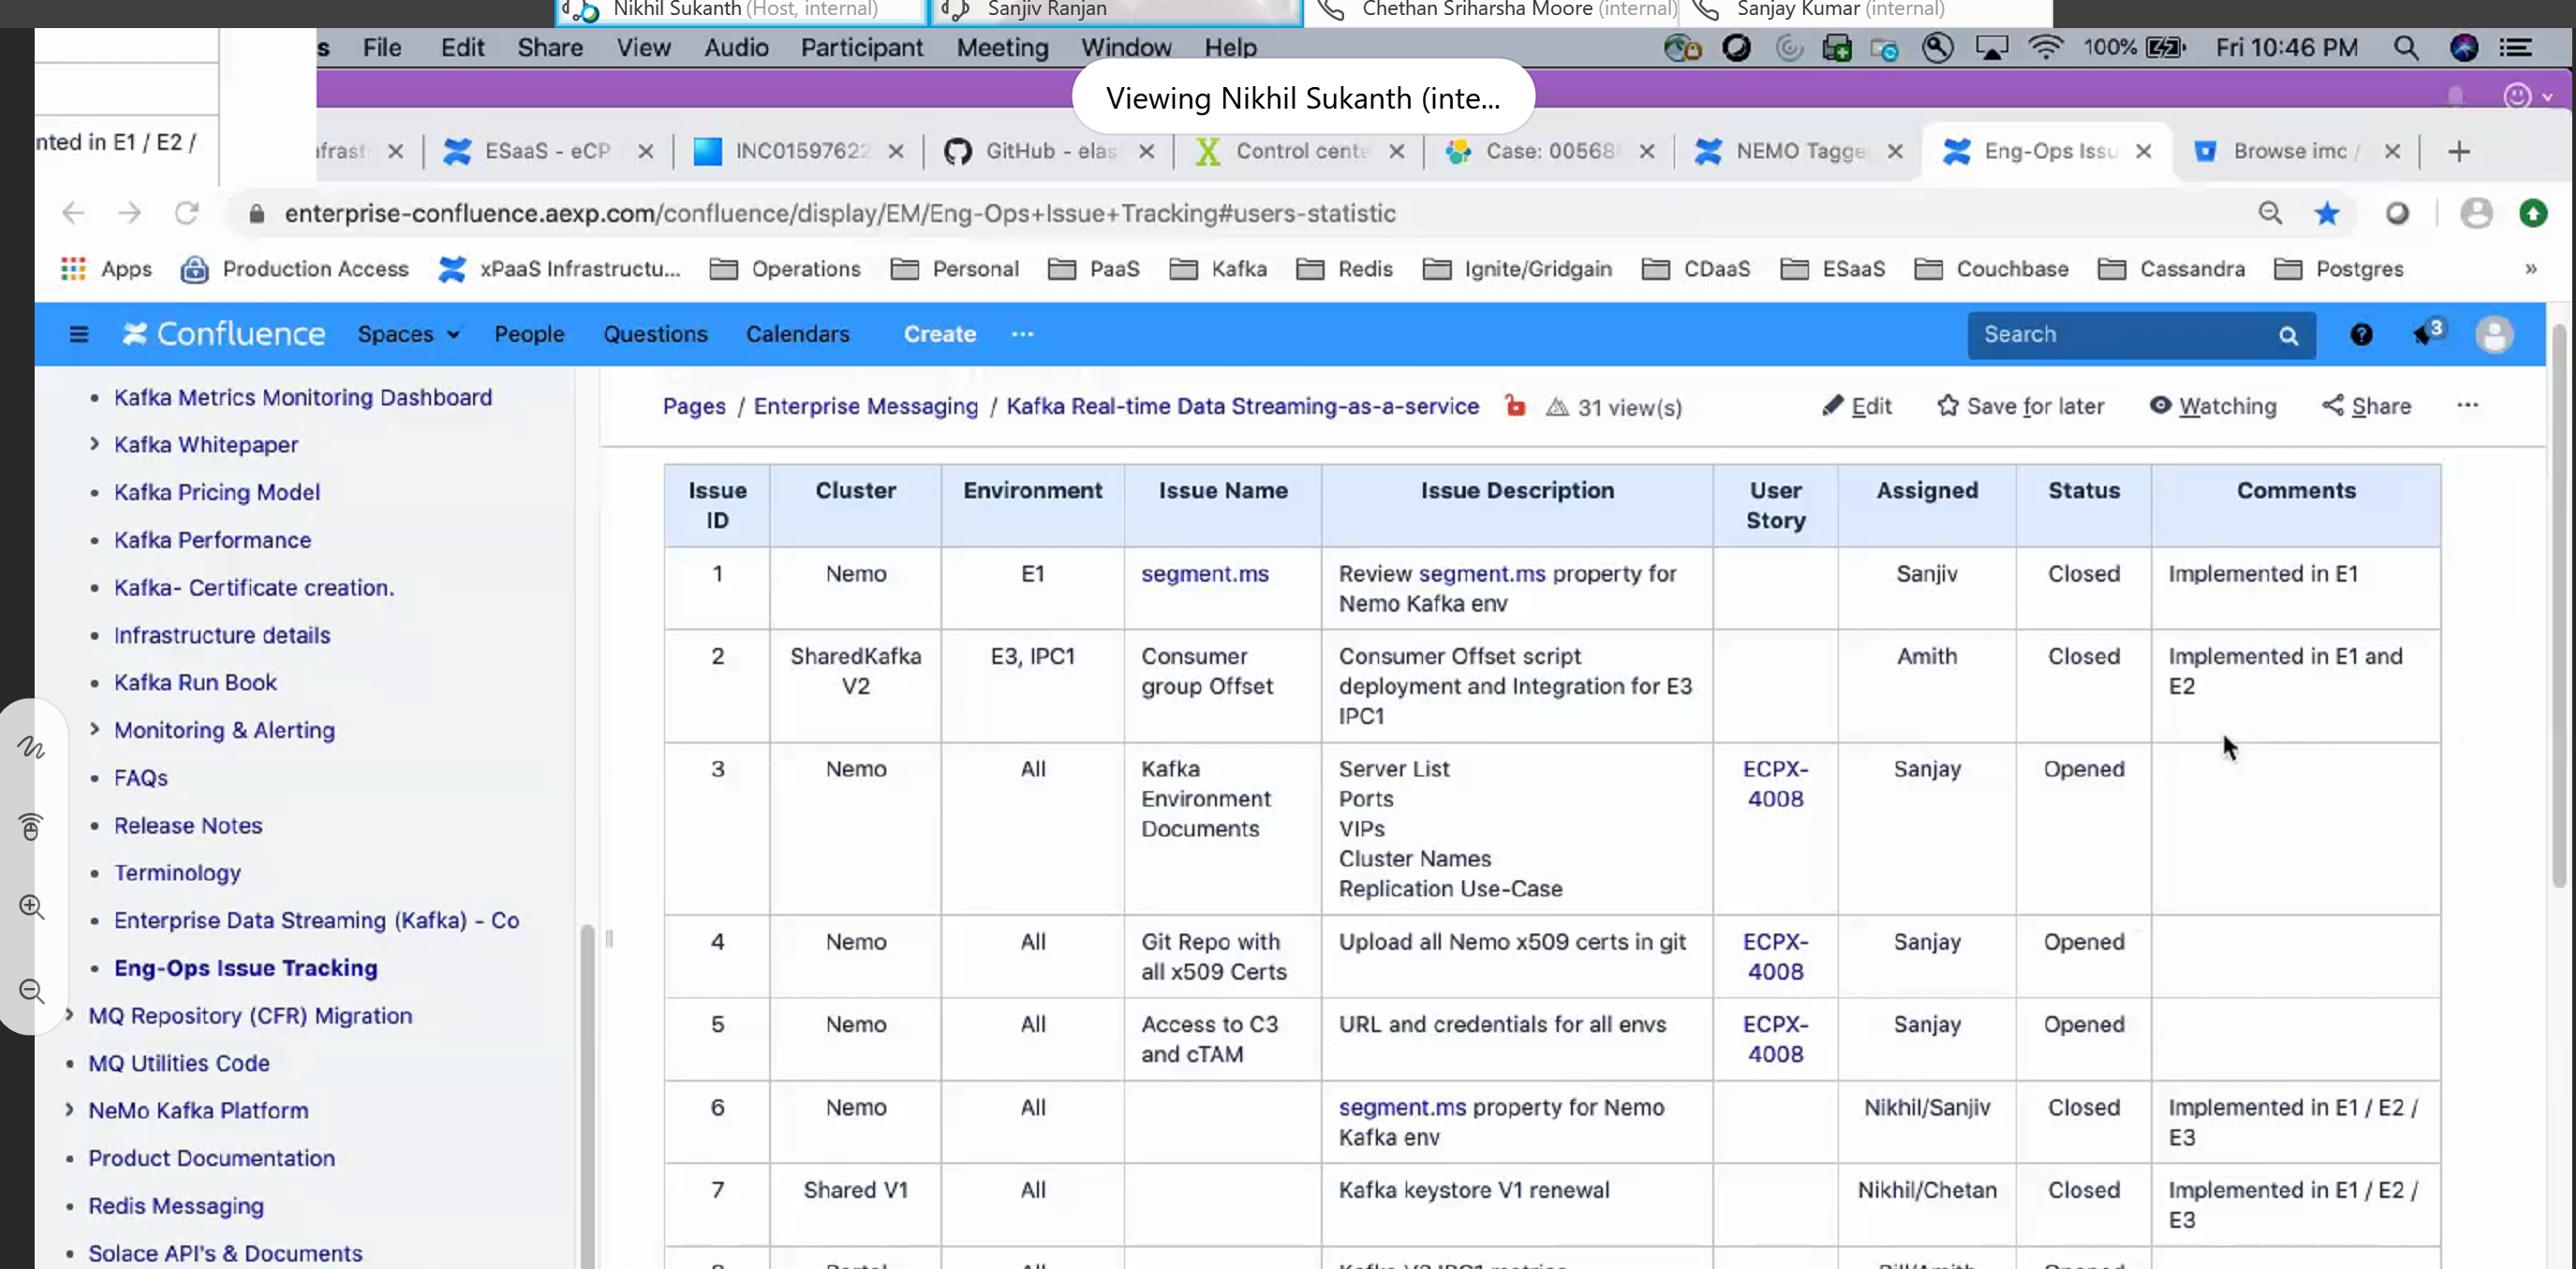 Nikhil Sukanth (Host, internal)
Sanjiv Ranjan
Chethan Sriharsha Moore (internal)
Sanjay Kumar (internal)
s File Edit Share View Audio Participant Meeting Window Help
100% Fri 10:46 PM
Viewing Nikhil Sukanth (inte...
nted in E1 / E2 /
ESaaS - eCP
INC01597622
GitHub - elas
Control cente
Case: 00568
NEMO Tagge
Eng-Ops Issu
Browse imc /
enterprise-confluence.aexp.com/confluence/display/EM/Eng-Ops+Issue+Tracking#users-statistic
Apps Production Access xPaaS Infrastructu... Operations Personal PaaS Kafka Redis Ignite/Gridgain CDaaS ESaaS Couchbase Cassandra Postgres »
Confluence Spaces People Questions Calendars Create ··· Search 3
Kafka Metrics Monitoring Dashboard
Kafka Whitepaper
Kafka Pricing Model
Kafka Performance
Kafka- Certificate creation.
Infrastructure details
Kafka Run Book
Monitoring & Alerting
FAQs
Release Notes
Terminology
Enterprise Data Streaming (Kafka) - Co
Eng-Ops Issue Tracking
MQ Repository (CFR) Migration
MQ Utilities Code
NeMo Kafka Platform
Product Documentation
Redis Messaging
Solace API's & Documents
Pages / Enterprise Messaging / Kafka Real-time Data Streaming-as-a-service 31 view(s) Edit Save for later Watching Share ···
Issue
ID
Cluster
Environment
Issue Name
Issue Description
User
Story
Assigned
Status
Comments
1
Nemo
E1
segment.ms
Review segment.ms property for
Nemo Kafka env
Sanjiv
Closed
Implemented in E1
2
SharedKafka
V2
E3, IPC1
Consumer
group Offset
Consumer Offset script
deployment and Integration for E3
IPC1
Amith
Closed
Implemented in E1 and
E2
3
Nemo
All
Kafka
Environment
Documents
Server List
Ports
VIPs
Cluster Names
Replication Use-Case
ECPX-
4008
Sanjay
Opened
4
Nemo
All
Git Repo with
all x509 Certs
Upload all Nemo x509 certs in git
ECPX-
4008
Sanjay
Opened
5
Nemo
All
Access to C3
and cTAM
URL and credentials for all envs
ECPX-
4008
Sanjay
Opened
6
Nemo
All
segment.ms property for Nemo
Kafka env
Nikhil/Sanjiv
Closed
Implemented in E1 / E2 /
E3
7
Shared V1
All
Kafka keystore V1 renewal
Nikhil/Chetan
Closed
Implemented in E1 / E2 /
E3